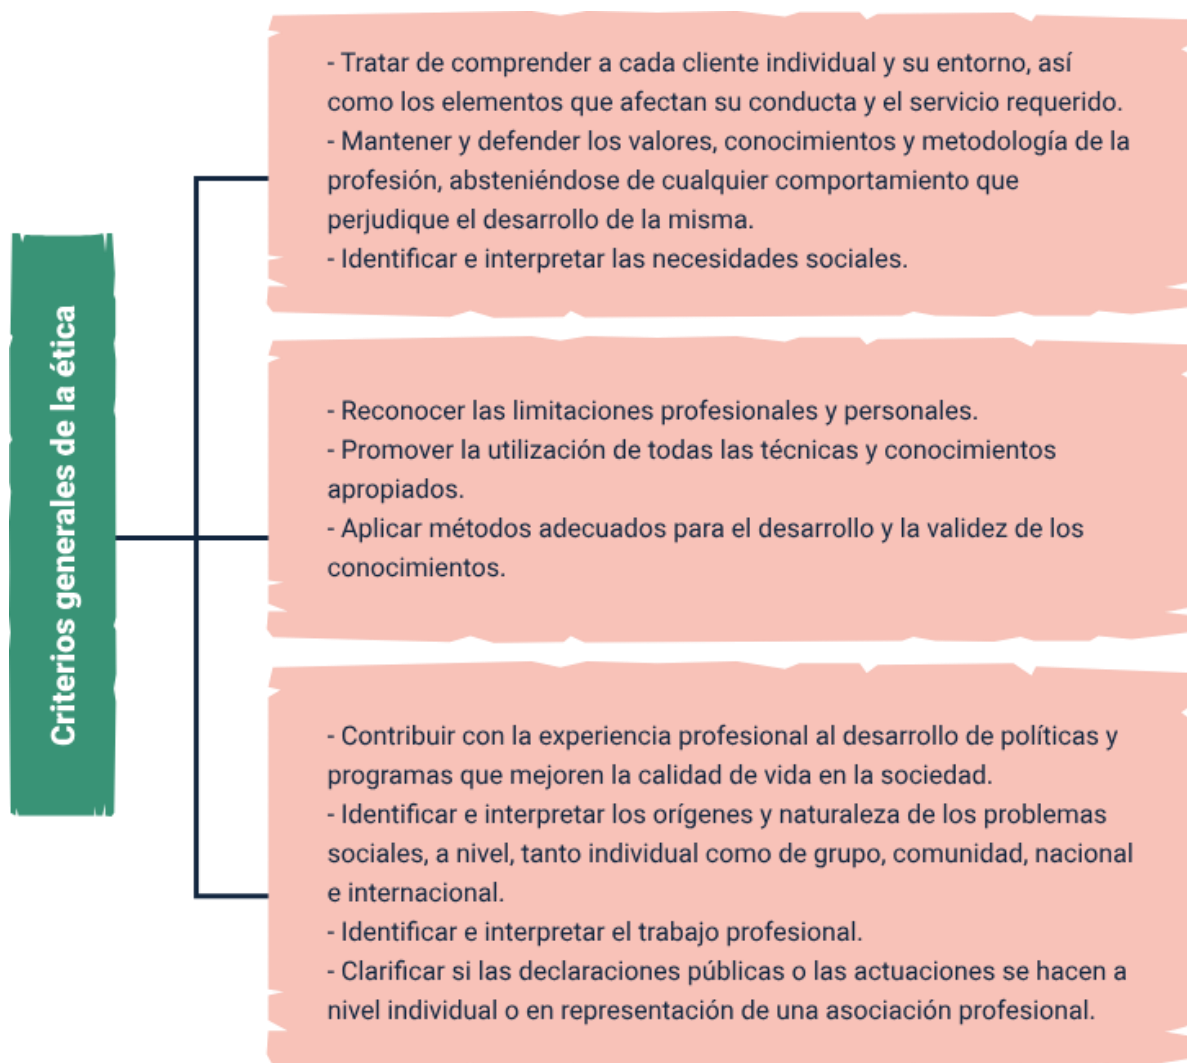 Criterios generales de la ética
- Tratar de comprender a cada cliente individual y su entorno, así
como los elementos que afectan su conducta y el servicio requerido.
- Mantener y defender los valores, conocimientos y metodología de la
profesión, absteniéndose de cualquier comportamiento que
perjudique el desarrollo de la misma.
- Identificar e interpretar las necesidades sociales.
- Reconocer las limitaciones profesionales y personales.
- Promover la utilización de todas las técnicas y conocimientos
apropiados.
- Aplicar métodos adecuados para el desarrollo y la validez de los
conocimientos.
- Contribuir con la experiencia profesional al desarrollo de políticas y
programas que mejoren la calidad de vida en la sociedad.
- Identificar e interpretar los orígenes y naturaleza de los problemas
sociales, a nivel, tanto individual como de grupo, comunidad, nacional
e internacional.
- Identificar e interpretar el trabajo profesional.
- Clarificar si las declaraciones públicas o las actuaciones se hacen a
nivel individual o en representación de una asociación profesional.